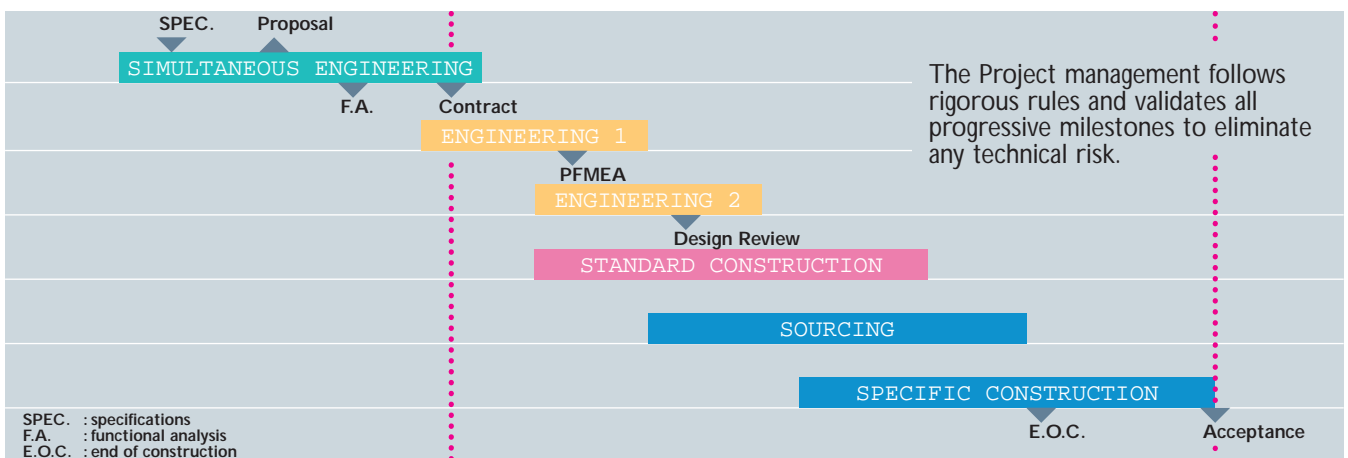 SPEC. Proposal
SIMULTANEOUS ENGINEERING
F.A. Contract
The Project management follows
rigorous rules and validates all
progressive milestones to eliminate
any technical risk.
ENGINEERING 1
PFMEA
ENGINEERING 2
Design Review
STANDARD CONSTRUCTION
SOURCING
SPECIFIC CONSTRUCTION
E.O.C. Acceptance
SPEC. : specifications
F.A. : functional analysis
E.O.C. : end of construction